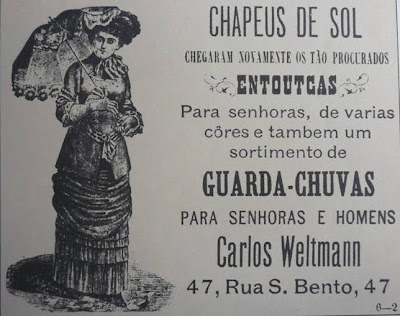 CHAPEUS DE SOL
CHEGARAM NOVAMENTE OS TÃO PROCURADOS
ENTOUTCAS
Para senhoras, de varias
côres e tambem um
sortimento de
GUARDA-CHUVAS
PARA SENHORAS E HOMENS
Carlos Weltmann
47, Rua S. Bento, 47
6—2